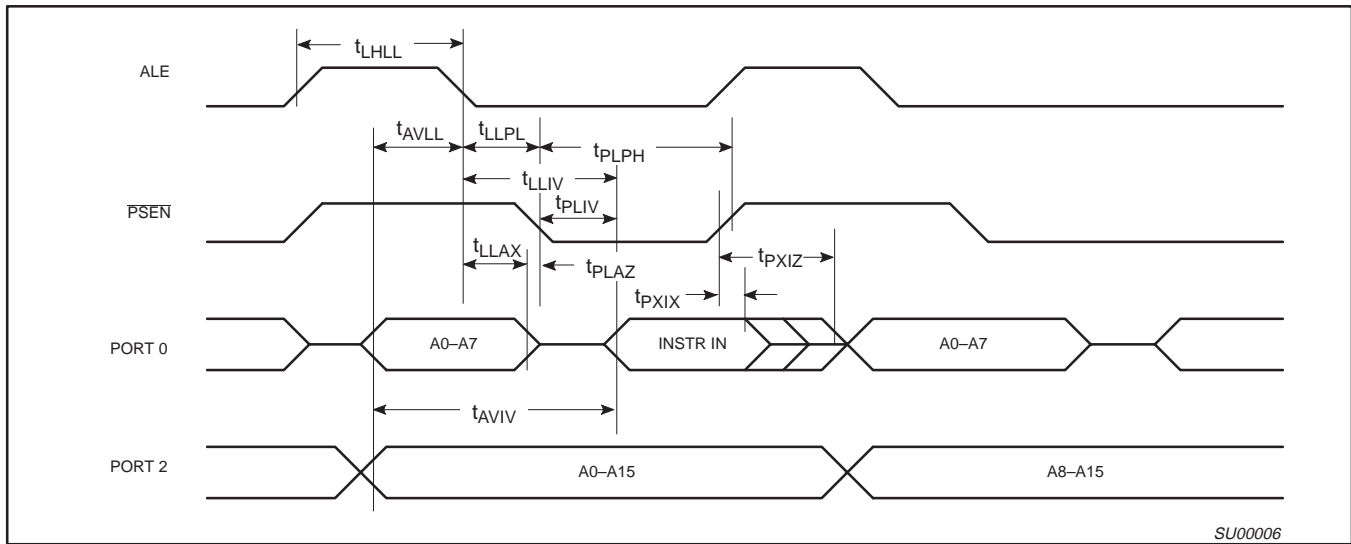 tLHLL
ALE
tAVLL
tLLPL
tPLPH
tLLIV
PSEN
tPLIV
tLLAX
tPLAZ
tPXIZ
tPXIX
PORT 0
A0–A7
INSTR IN
A0–A7
tAVIV
PORT 2
A0–A15
A8–A15
SU00006